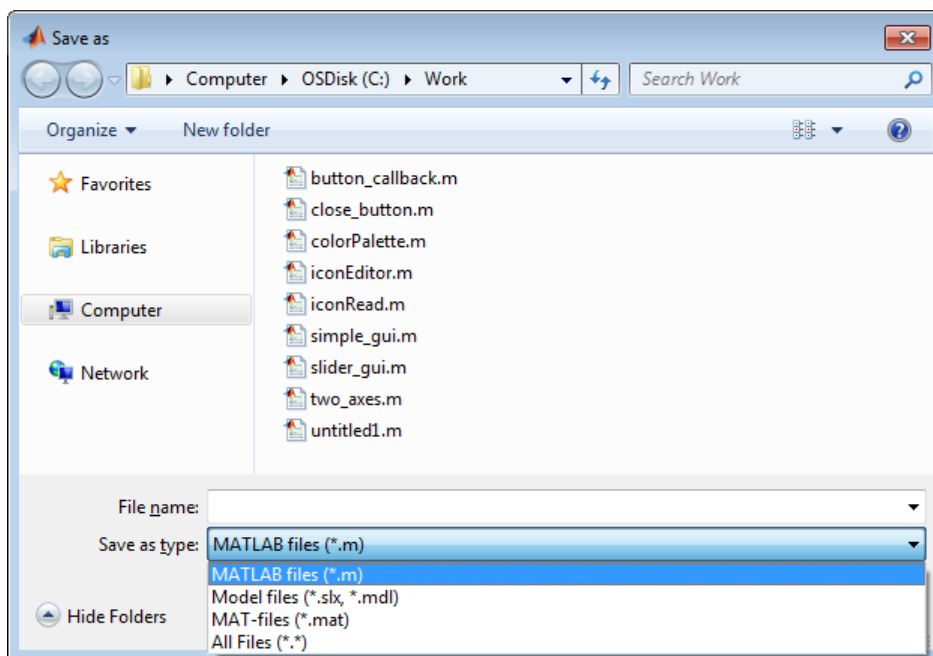 Save as
Computer OSDisk (C:) Work Search Work
Organize New folder
Favorites
Libraries
Computer
Network
button_callback.m
close_button.m
colorPalette.m
iconEditor.m
iconRead.m
simple_gui.m
slider_gui.m
two_axes.m
untitled1.m
File name:
Save as type: MATLAB files (*.m)
MATLAB files (*.m)
Model files (*.slx, *.mdl)
MAT-files (*.mat)
All Files (*.*)
Hide Folders